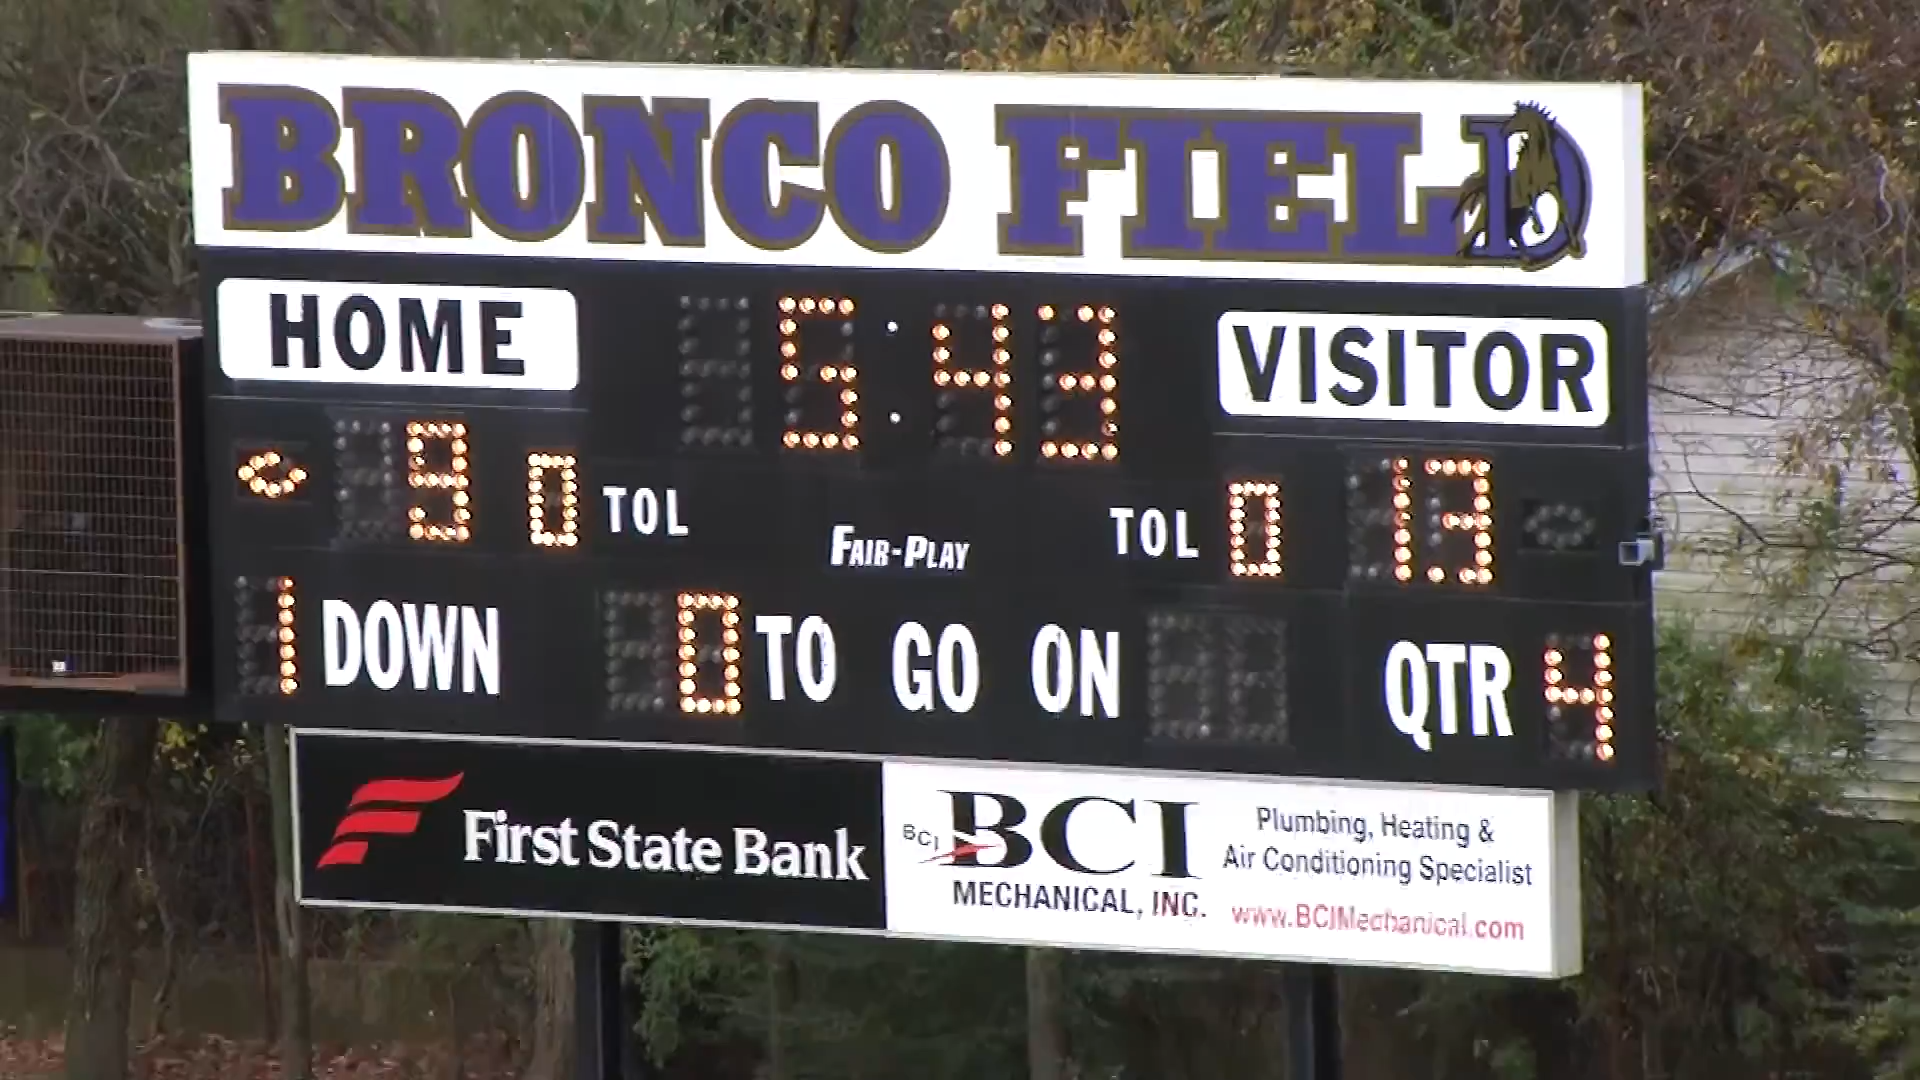 BRONCO FIELD
HOME 5:43 VISITOR
9 0 TOL FAIR-PLAY TOL 0 13
1 DOWN 0 TO GO ON QTR 4
First State Bank
BCI BCI
MECHANICAL, INC.
Plumbing, Heating &
Air Conditioning Specialist
www.BCIMechanical.com